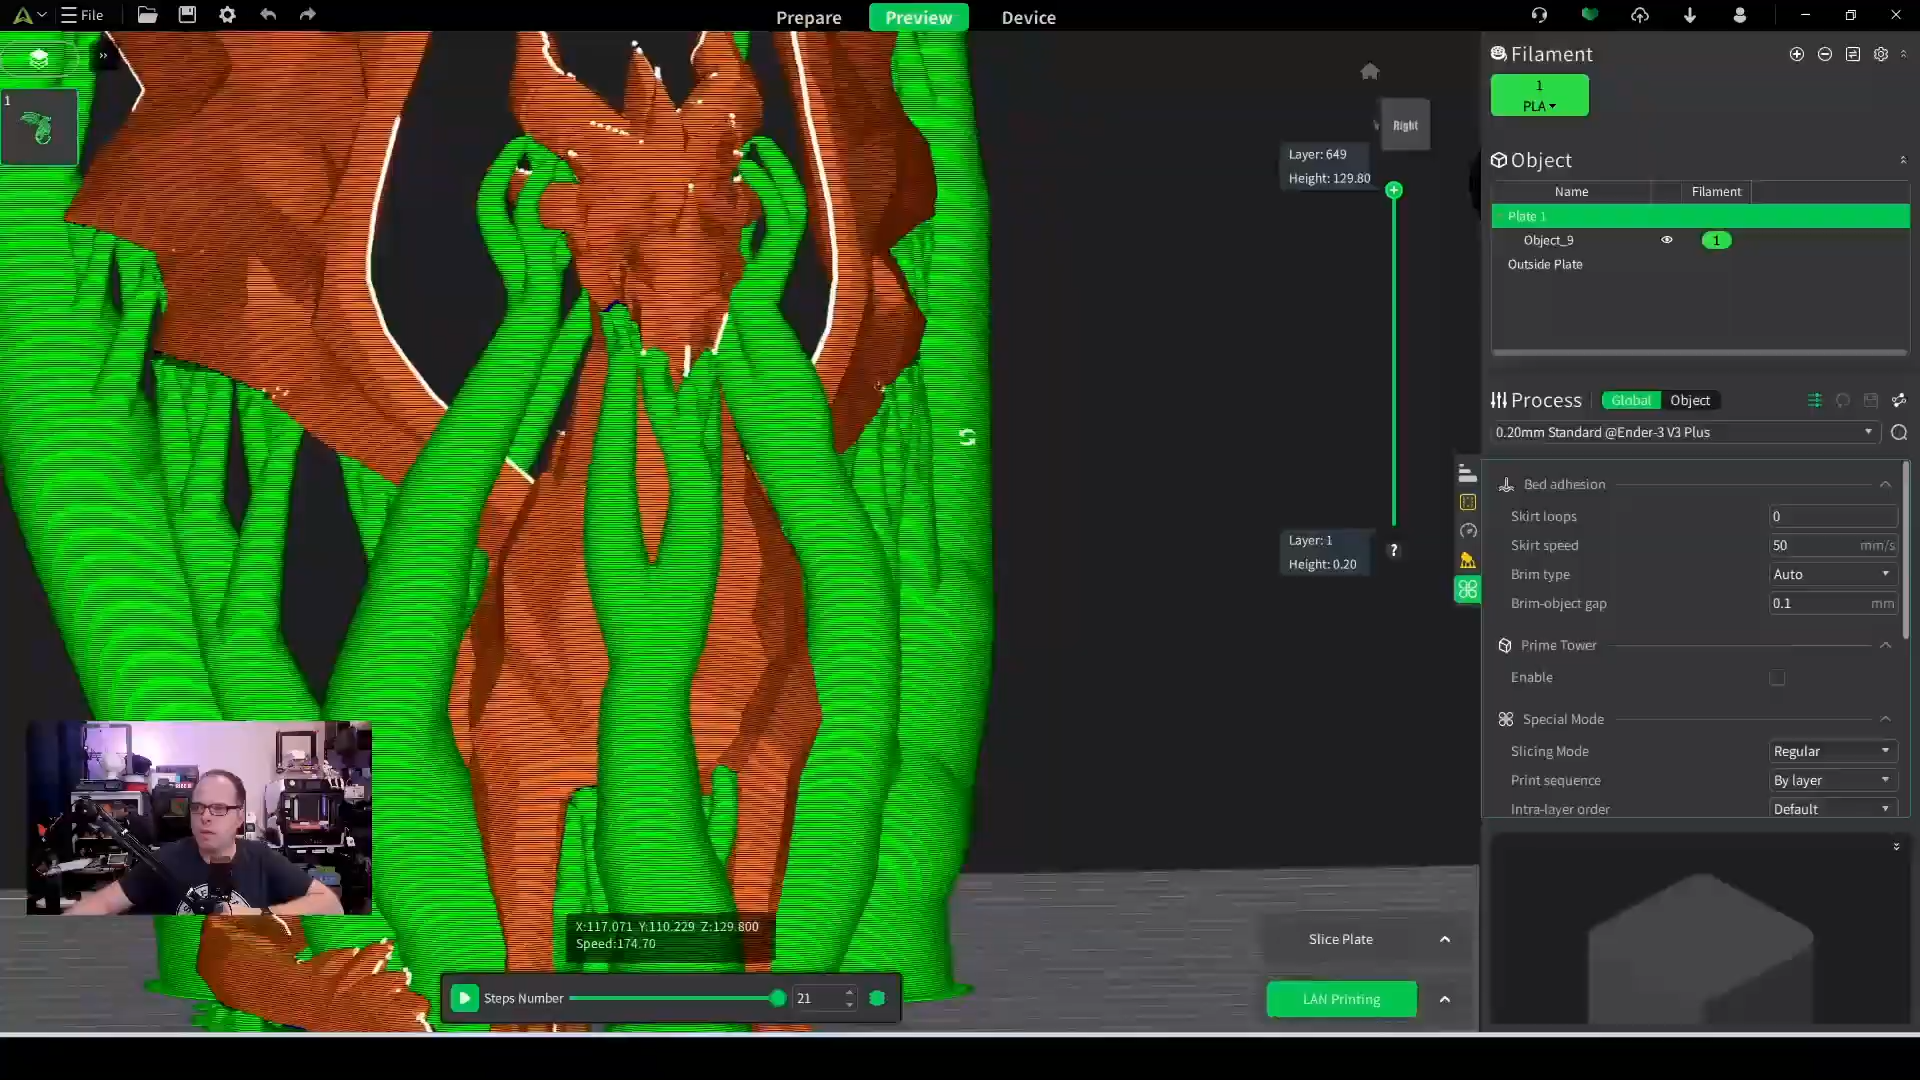 File
Prepare
Preview
Device
1
Right
Layer: 649
Height: 129.80
Layer: 1
Height: 0.20
?
X:117.071 Y:110.229 Z:129.800
Speed:174.70
Steps Number
21
Slice Plate
LAN Printing
Filament
1
PLA
Object
Name Filament
Plate 1
Object_9 1
Outside Plate
Process Global Object
0.20mm Standard @Ender-3 V3 Plus
Bed adhesion
Skirt loops 0
Skirt speed 50 mm/s
Brim type Auto
Brim-object gap 0.1 mm
Prime Tower
Enable
Special Mode
Slicing Mode Regular
Print sequence By layer
Intra-layer order Default